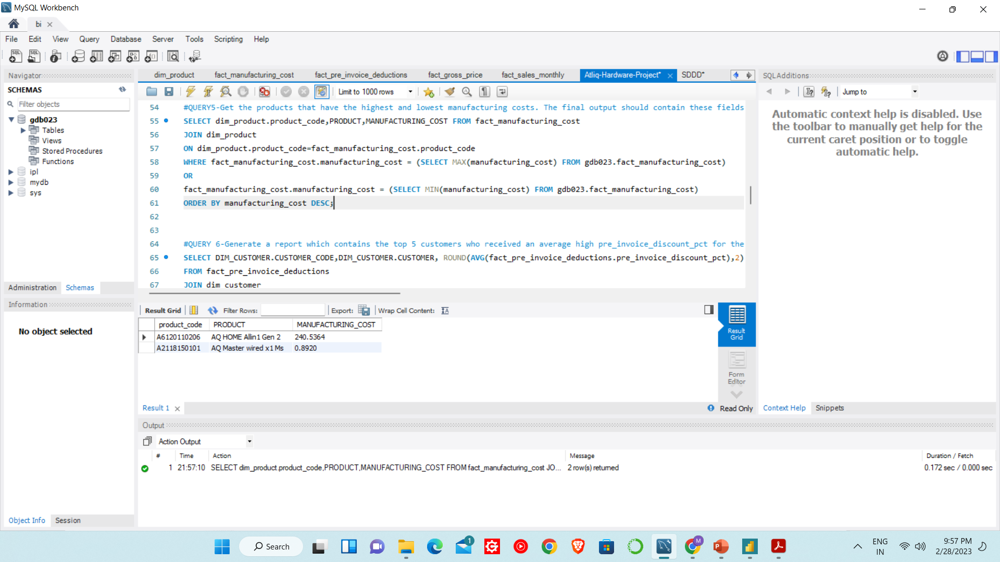 MySQL Workbench
bi
File Edit View Query Database Server Tools Scripting Help
Navigator
SCHEMAS
Filter objects
gdb023
Tables
Views
Stored Procedures
Functions
ipl
mydb
sys
Administration Schemas
Information
No object selected
Object Info Session
dim_product fact_manufacturing_cost fact_pre_invoice_deductions fact_gross_price fact_sales_monthly Atliq-Hardware-Project* SDDD*
Limit to 1000 rows
54 #QUERY5-Get the products that have the highest and lowest manufacturing costs. The final output should contain these fields
55 SELECT dim_product.product_code,PRODUCT,MANUFACTURING_COST FROM fact_manufacturing_cost
56 JOIN dim_product
57 ON dim_product.product_code=fact_manufacturing_cost.product_code
58 WHERE fact_manufacturing_cost.manufacturing_cost = (SELECT MAX(manufacturing_cost) FROM gdb023.fact_manufacturing_cost)
59 OR
60 fact_manufacturing_cost.manufacturing_cost = (SELECT MIN(manufacturing_cost) FROM gdb023.fact_manufacturing_cost)
61 ORDER BY manufacturing_cost DESC;
62
63
64 #QUERY 6-Generate a report which contains the top 5 customers who received an average high pre_invoice_discount_pct for the
65 SELECT DIM_CUSTOMER.CUSTOMER_CODE,DIM_CUSTOMER.CUSTOMER, ROUND(AVG(fact_pre_invoice_deductions.pre_invoice_discount_pct),2)
66 FROM fact_pre_invoice_deductions
67 JOIN dim_customer
Result Grid Filter Rows: Export: Wrap Cell Content:
product_code PRODUCT MANUFACTURING_COST
A6120110206 AQ HOME Allin1 Gen 2 240.5364
A2118150101 AQ Master wired x1 Ms 0.8920
Result Grid
Form Editor
Result 1
Read Only
SQLAdditions
Jump to
Automatic context help is disabled. Use
the toolbar to manually get help for the
current caret position or to toggle
automatic help.
Context Help Snippets
Output
Action Output
# Time Action Message Duration / Fetch
1 21:57:10 SELECT dim_product.product_code,PRODUCT,MANUFACTURING_COST FROM fact_manufacturing_cost JO... 2 row(s) returned 0.172 sec / 0.000 sec
Search
1
M
ENG
IN
9:57 PM
2/28/2023